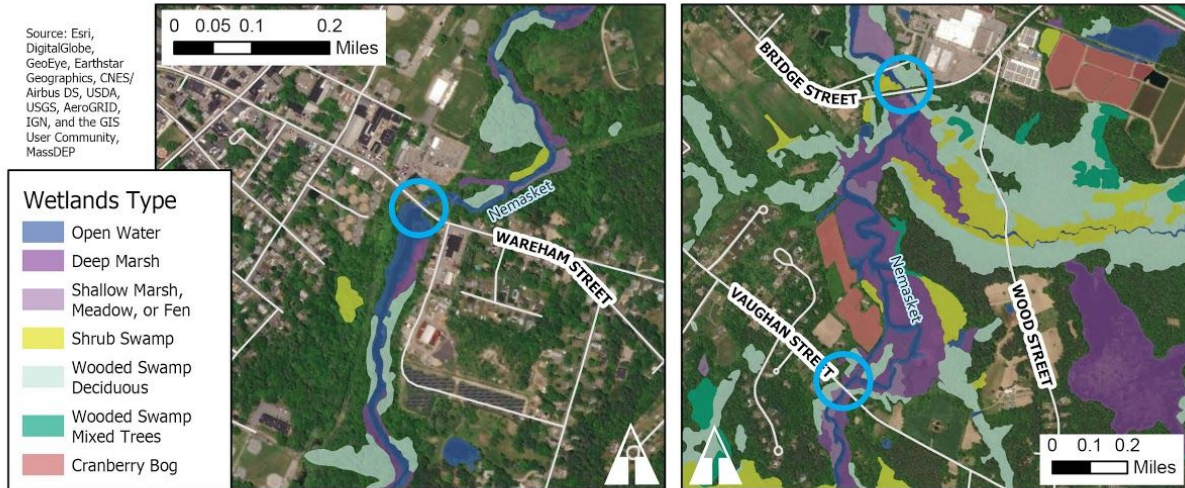 Source: Esri,
DigitalGlobe,
GeoEye, Earthstar
Geographics, CNES/
Airbus DS, USDA,
USGS, AeroGRID,
IGN, and the GIS
User Community,
MassDEP
Wetlands Type
Open Water
Deep Marsh
Shallow Marsh,
Meadow, or Fen
Shrub Swamp
Wooded Swamp
Deciduous
Wooded Swamp
Mixed Trees
Cranberry Bog
0 0.05 0.1 0.2
Miles
Nemasket
WAREHAM STREET
BRIDGE STREET
Nemasket
VAUGHAN STREET
WOOD STREET
0 0.1 0.2
Miles